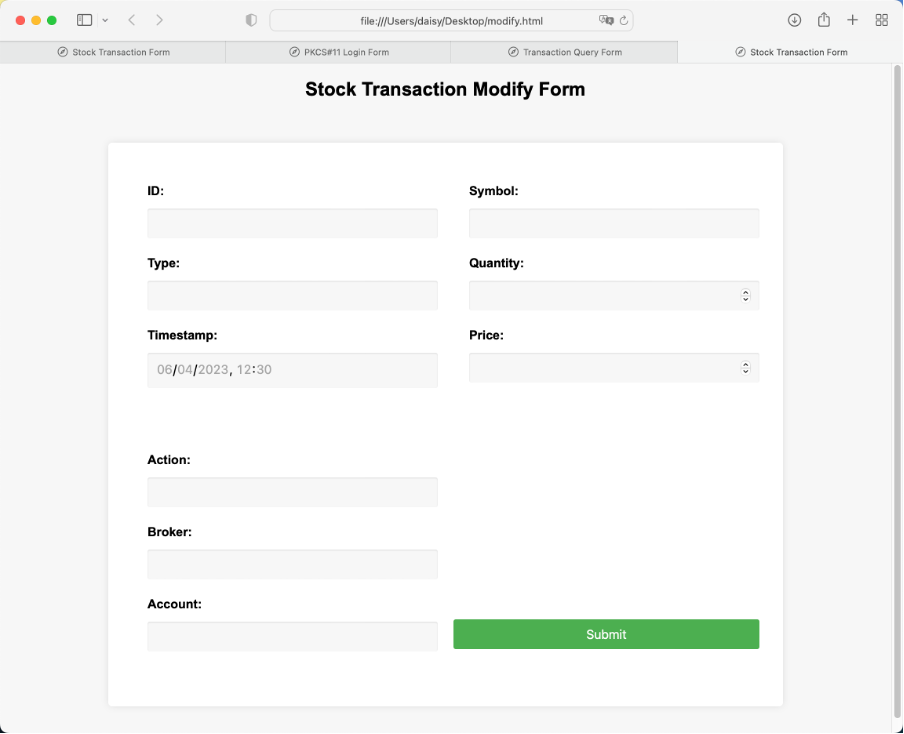 file:///Users/daisy/Desktop/modify.html
Stock Transaction Form
PKCS#11 Login Form
Transaction Query Form
Stock Transaction Form
Stock Transaction Modify Form
ID:
Symbol:
Type:
Quantity:
Timestamp:
Price:
06/04/2023, 12:30
Action:
Broker:
Account:
Submit